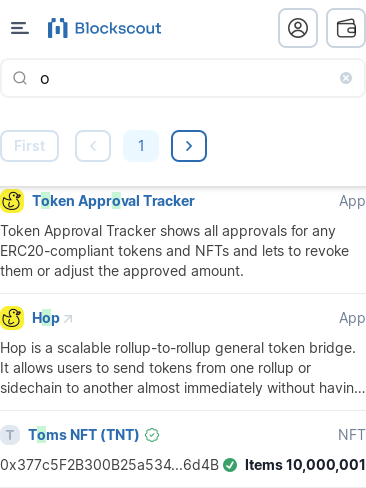 Blockscout
o
First
1
Token Approval Tracker App
Token Approval Tracker shows all approvals for any
ERC20-compliant tokens and NFTs and lets to revoke
them or adjust the approved amount.
Hop App
Hop is a scalable rollup-to-rollup general token bridge.
It allows users to send tokens from one rollup or
sidechain to another almost immediately without havin...
T Toms NFT (TNT) NFT
0x377c5F2B300B25a534...6d4B Items 10,000,001